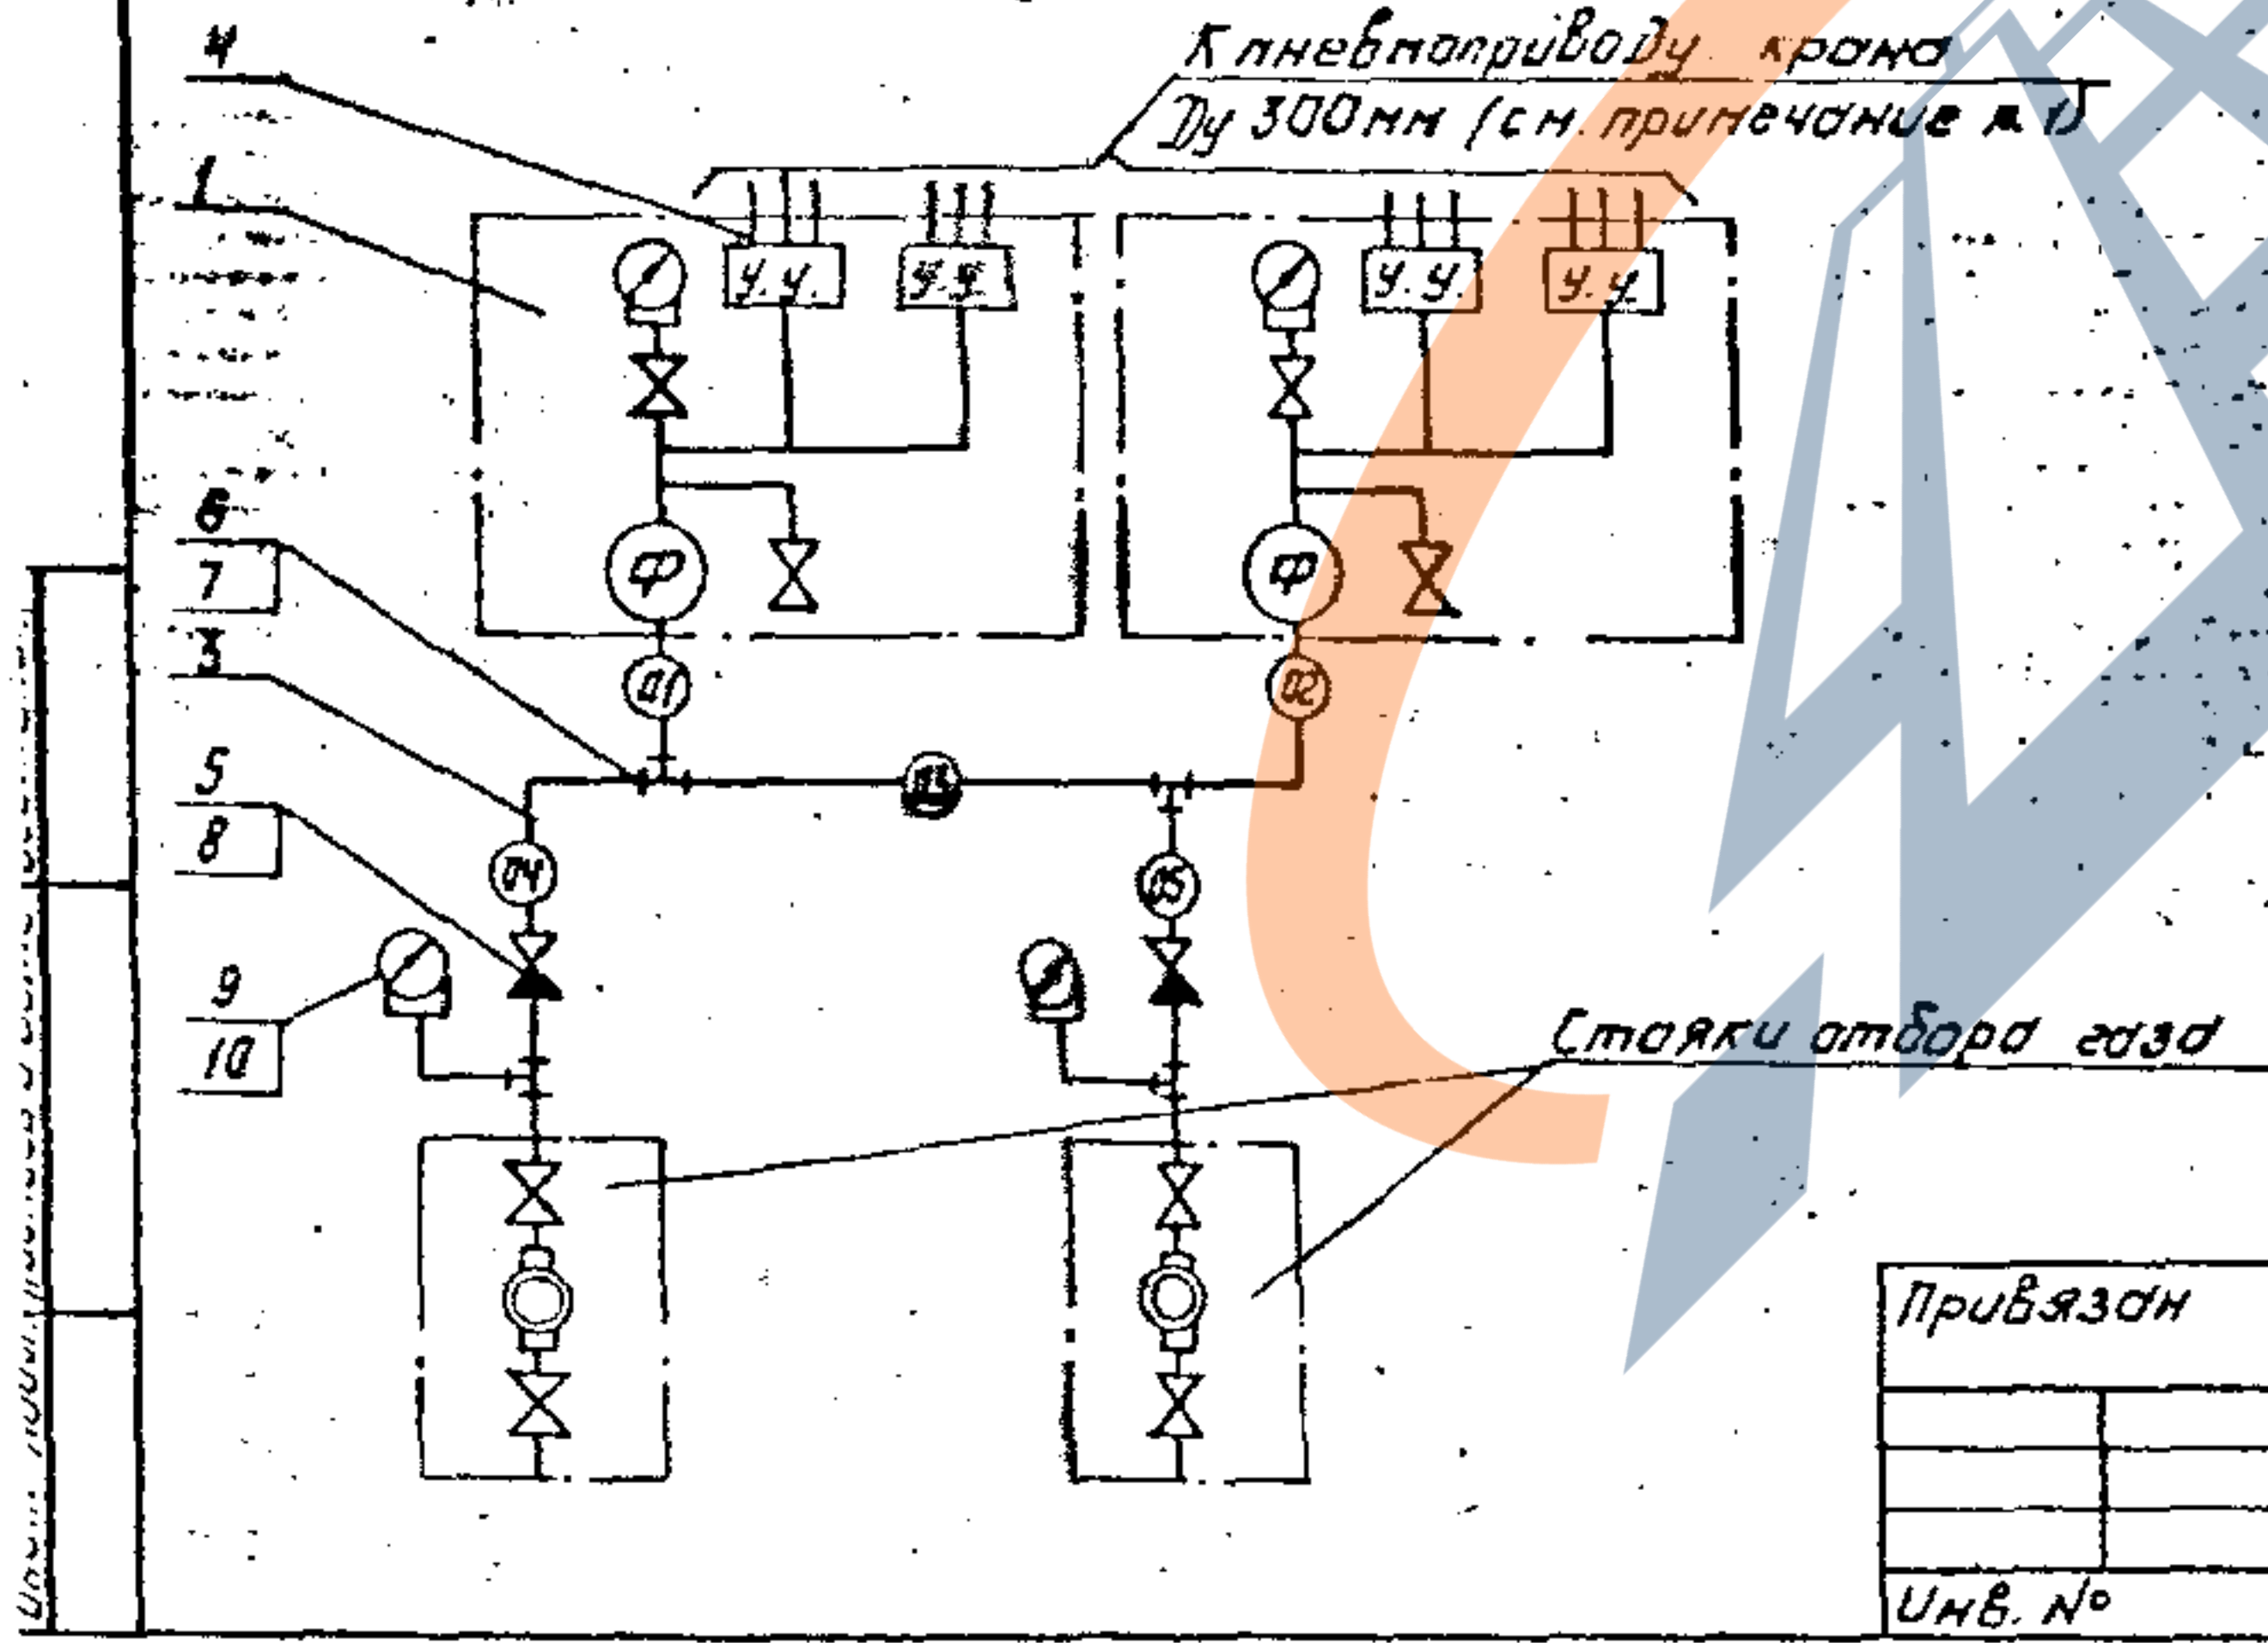 К пневмоприводу крана
Ду 300мм (см. примечание п 1)
4
1
У.У.
У.У.
У.У.
У.У.
6
7
Ф
Ф
3
01
02
5
03
8
04
05
9
10
Стояки отбора газа
Привязан
Инв. №